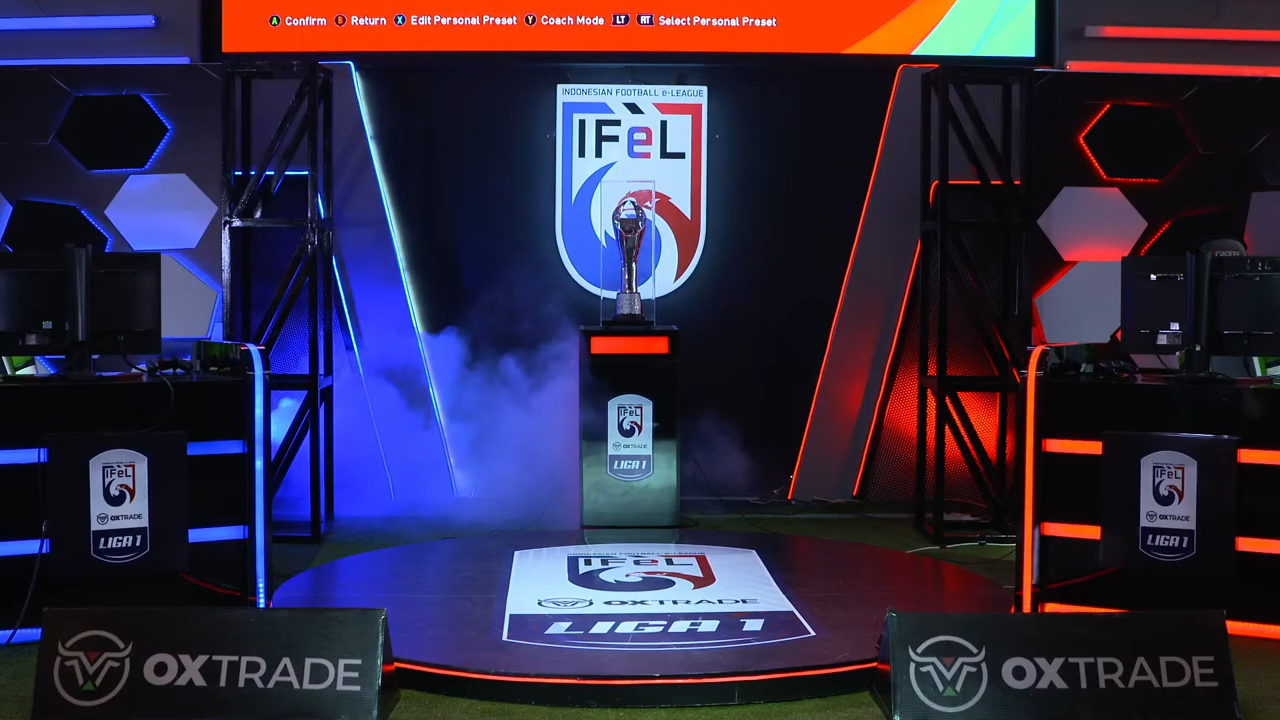 A Confirm B Return X Edit Personal Preset Y Coach Mode LT RT Select Personal Preset
INDONESIAN FOOTBALL e-LEAGUE
IFeL
racing
IFeL
OXTRADE
LIGA 1
IFeL
OXTRADE
LIGA 1
IFeL
OXTRADE
LIGA 1
INDONESIAN FOOTBALL e-LEAGUE
IFeL
OXTRADE
LIGA 1
OXTRADE
OXTRADE